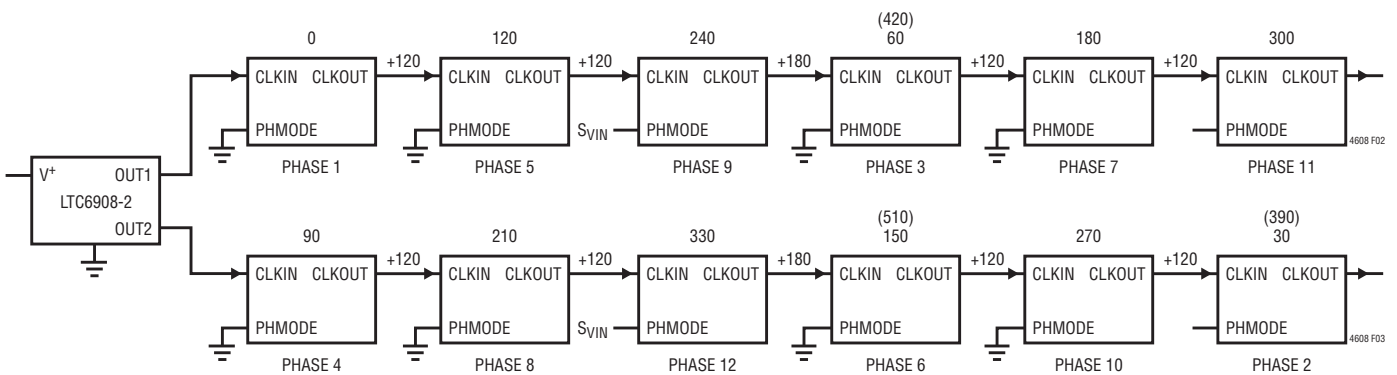 (420)
0 120 240 60 180 300
CLKIN CLKOUT +120 CLKIN CLKOUT +120 CLKIN CLKOUT +180 CLKIN CLKOUT +120 CLKIN CLKOUT +120 CLKIN CLKOUT
PHMODE PHMODE SVIN PHMODE PHMODE PHMODE PHMODE 4608 F02
PHASE 1 PHASE 5 PHASE 9 PHASE 3 PHASE 7 PHASE 11
V+ OUT1
LTC6908-2
OUT2
(510) (390)
90 210 330 150 270 30
CLKIN CLKOUT +120 CLKIN CLKOUT +120 CLKIN CLKOUT +180 CLKIN CLKOUT +120 CLKIN CLKOUT +120 CLKIN CLKOUT
PHMODE PHMODE SVIN PHMODE PHMODE PHMODE PHMODE 4608 F03
PHASE 4 PHASE 8 PHASE 12 PHASE 6 PHASE 10 PHASE 2